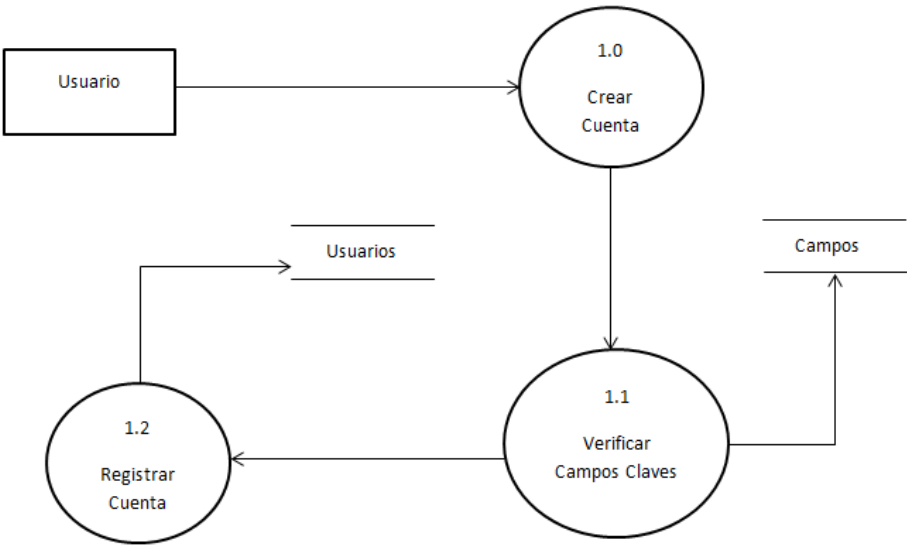 Usuario
1.0
Crear
Cuenta
Usuarios
Campos
1.1
Verificar
Campos Claves
1.2
Registrar
Cuenta